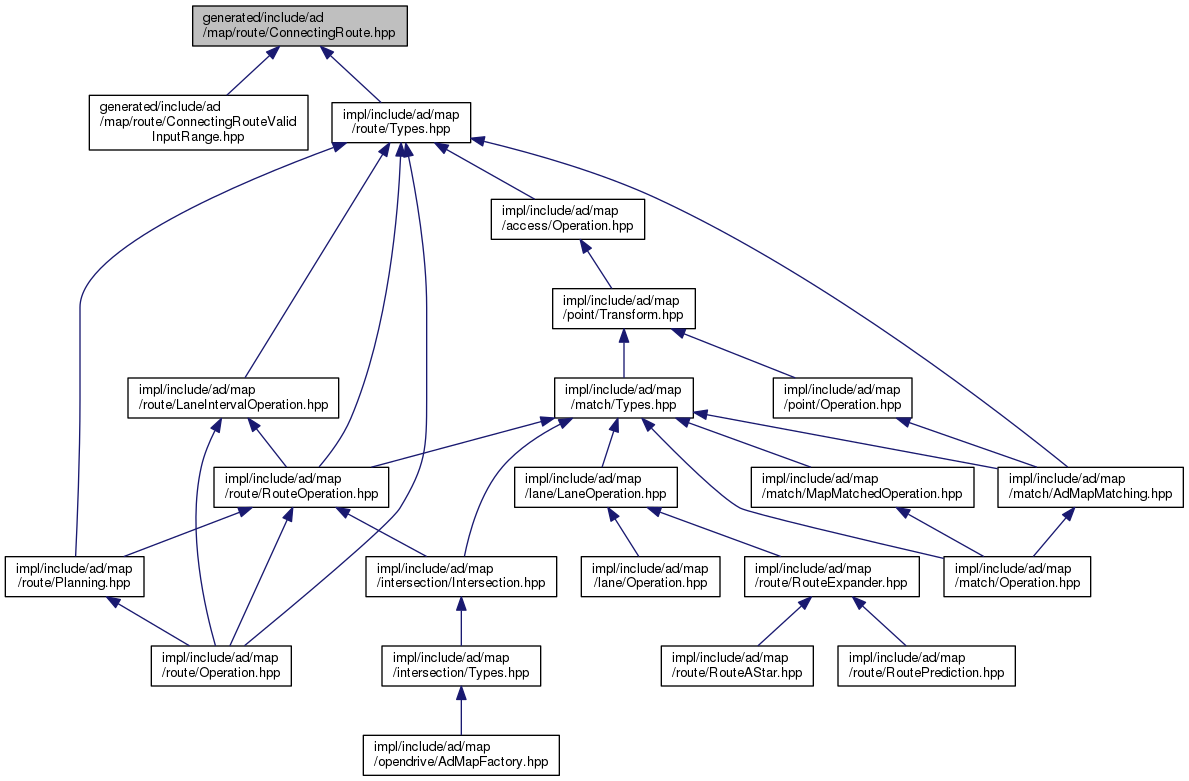 generated/include/ad
/map/route/ConnectingRoute.hpp
generated/include/ad
/map/route/ConnectingRouteValid
InputRange.hpp
impl/include/ad/map
/route/Types.hpp
impl/include/ad/map
/access/Operation.hpp
impl/include/ad/map
/point/Transform.hpp
impl/include/ad/map
/route/LaneIntervalOperation.hpp
impl/include/ad/map
/match/Types.hpp
impl/include/ad/map
/point/Operation.hpp
impl/include/ad/map
/route/RouteOperation.hpp
impl/include/ad/map
/lane/LaneOperation.hpp
impl/include/ad/map
/match/MapMatchedOperation.hpp
impl/include/ad/map
/match/AdMapMatching.hpp
impl/include/ad/map
/route/Planning.hpp
impl/include/ad/map
/intersection/Intersection.hpp
impl/include/ad/map
/lane/Operation.hpp
impl/include/ad/map
/route/RouteExpander.hpp
impl/include/ad/map
/match/Operation.hpp
impl/include/ad/map
/route/Operation.hpp
impl/include/ad/map
/intersection/Types.hpp
impl/include/ad/map
/route/RouteAStar.hpp
impl/include/ad/map
/route/RoutePrediction.hpp
impl/include/ad/map
/opendrive/AdMapFactory.hpp